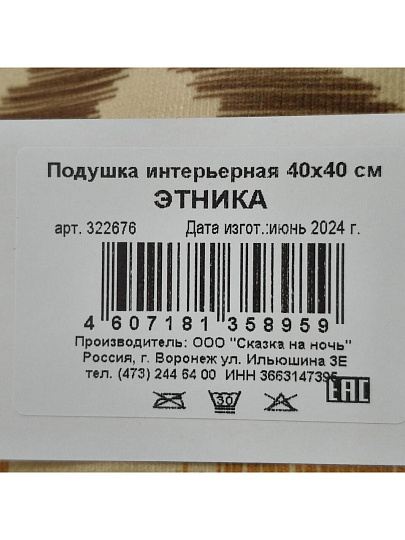 Подушка интерьерная 40х40 см
ЭТНИКА
арт. 322676 Дата изгот.:июнь 2024 г.
4 607181 358959
Производитель: ООО "Сказка на ночь"
Россия, г. Воронеж ул. Ильюшина 3Е
тел. (473) 244 64 00 ИНН 3663147395
30
ЕАС